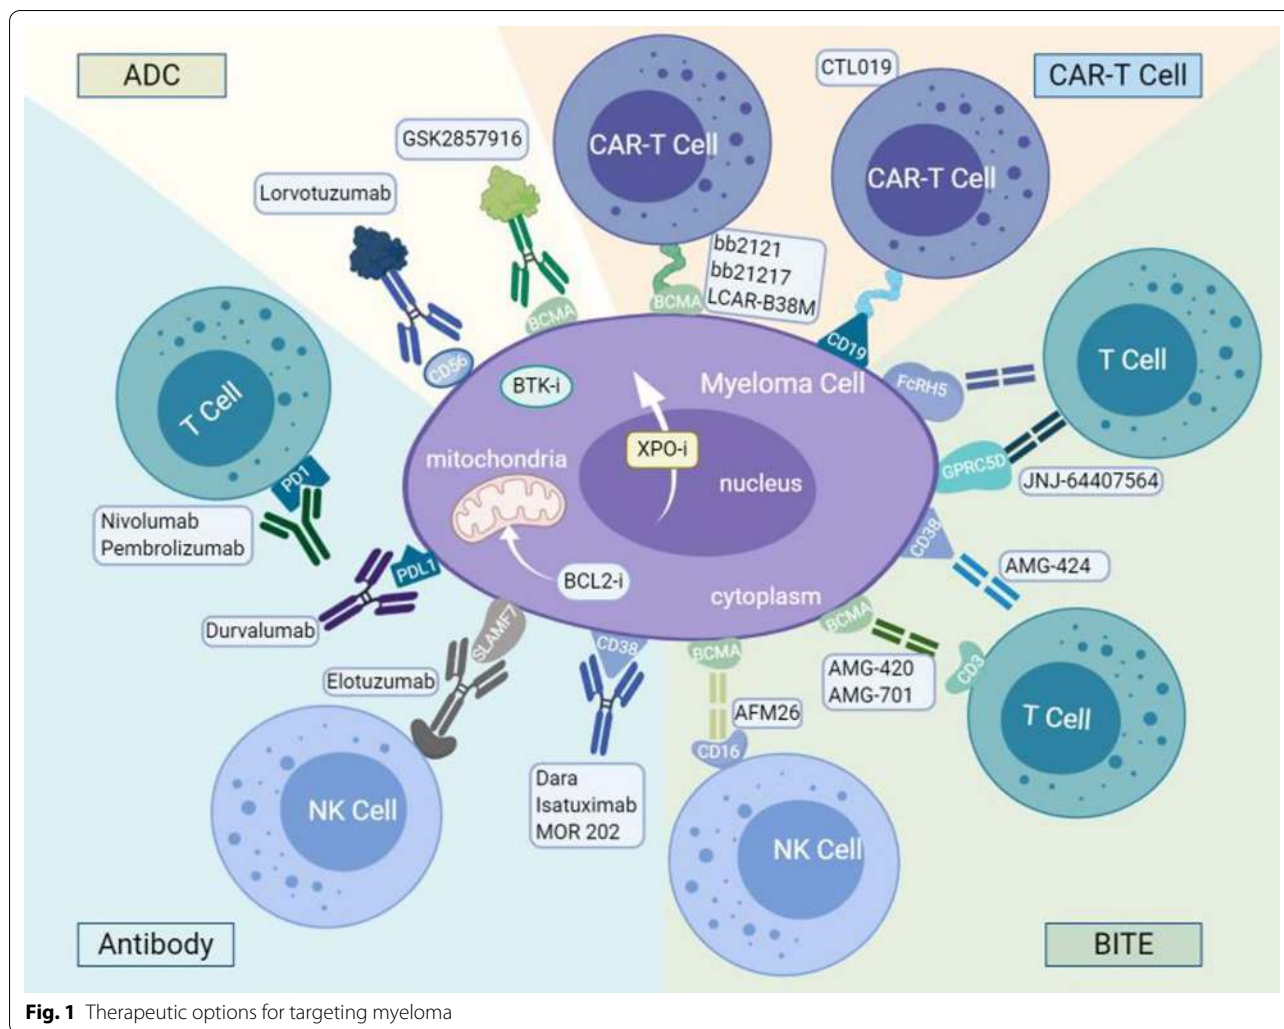 ADC
CAR-T Cell
CTL019
CAR-T Cell
CAR-T Cell
GSK2857916
Lorvotuzumab
bb2121
bb21217
LCAR-B38M
BCMA
BCMA
CD19
CD56
FcRH5
T Cell
T Cell
BTK-i
Myeloma Cell
XPO-i
mitochondria
nucleus
GPRC5D
JNJ-64407564
PD1
Nivolumab
Pembrolizumab
CD38
AMG-424
PDL1
BCL2-i
cytoplasm
BCMA
Durvalumab
SLAMF7
CD38
BCMA
CD3
AMG-420
AMG-701
Elotuzumab
AFM26
T Cell
CD16
Dara
Isatuximab
MOR 202
NK Cell
NK Cell
Antibody
BITE
Fig. 1 Therapeutic options for targeting myeloma